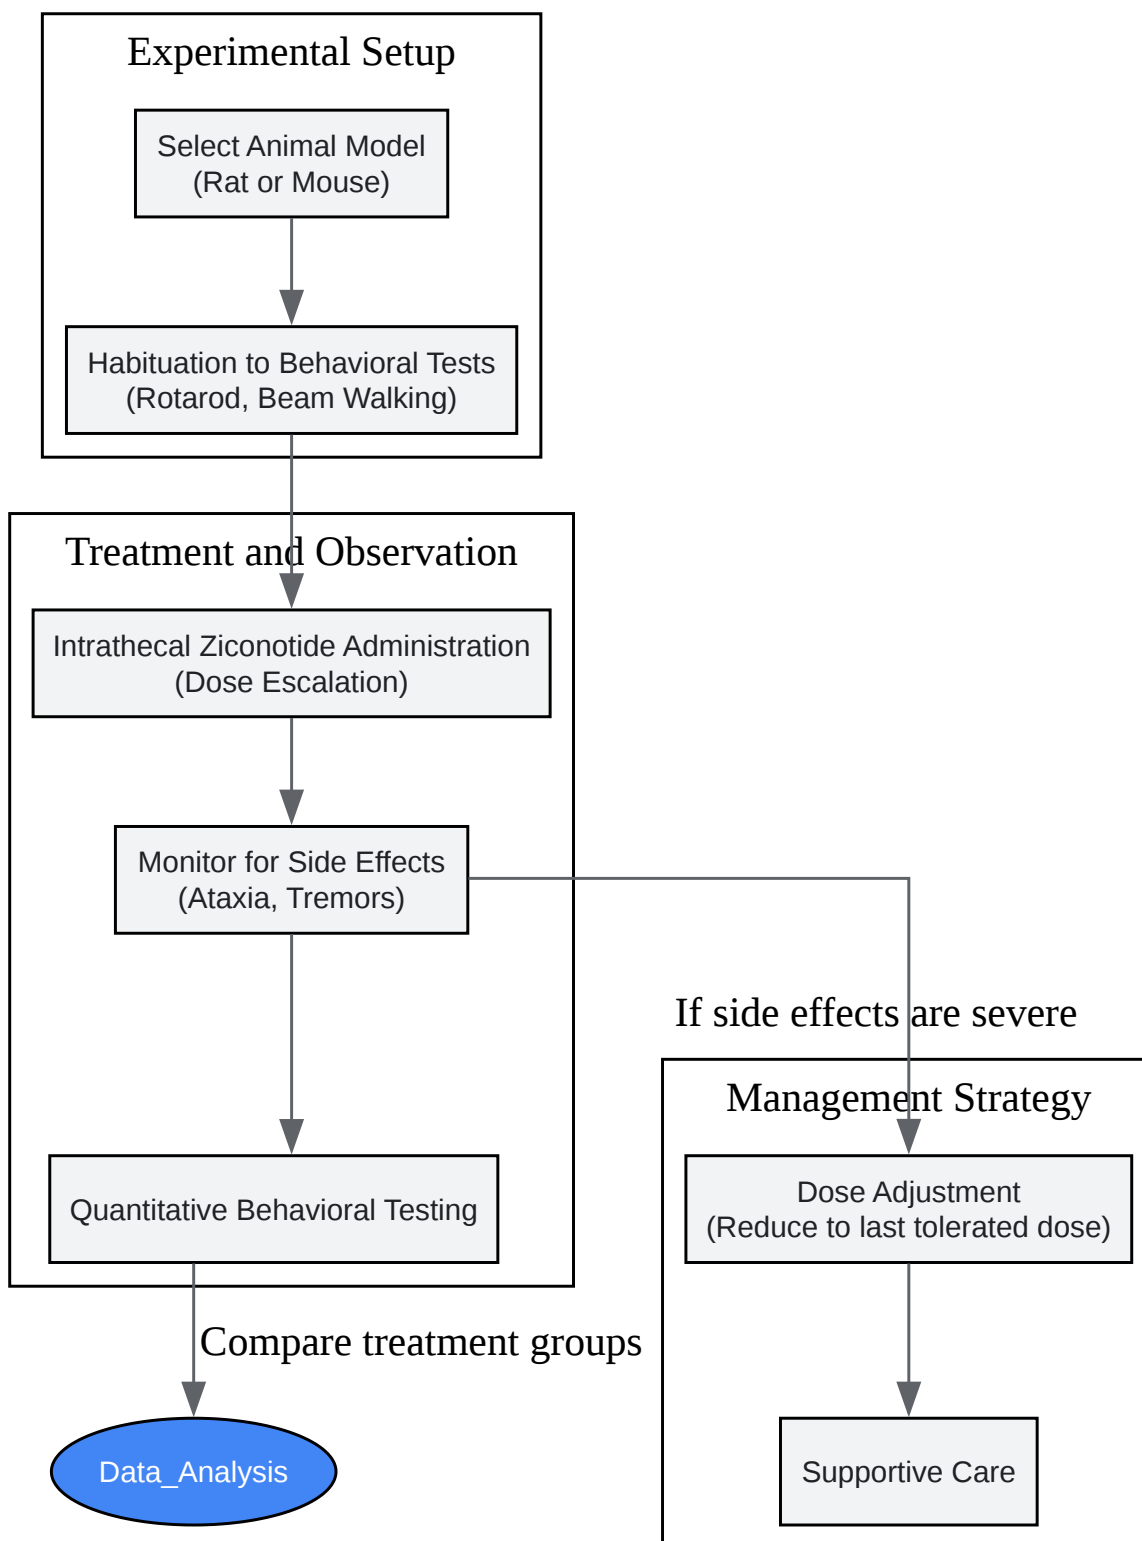 Experimental Setup
Select Animal Model
(Rat or Mouse)
Habituation to Behavioral Tests
(Rotarod, Beam Walking)
Treatment and Observation
Intrathecal Ziconotide Administration
(Dose Escalation)
Monitor for Side Effects
(Ataxia, Tremors)
If side effects are severe
Management Strategy
Quantitative Behavioral Testing
Dose Adjustment
(Reduce to last tolerated dose)
Compare treatment groups
Data_Analysis
Supportive Care